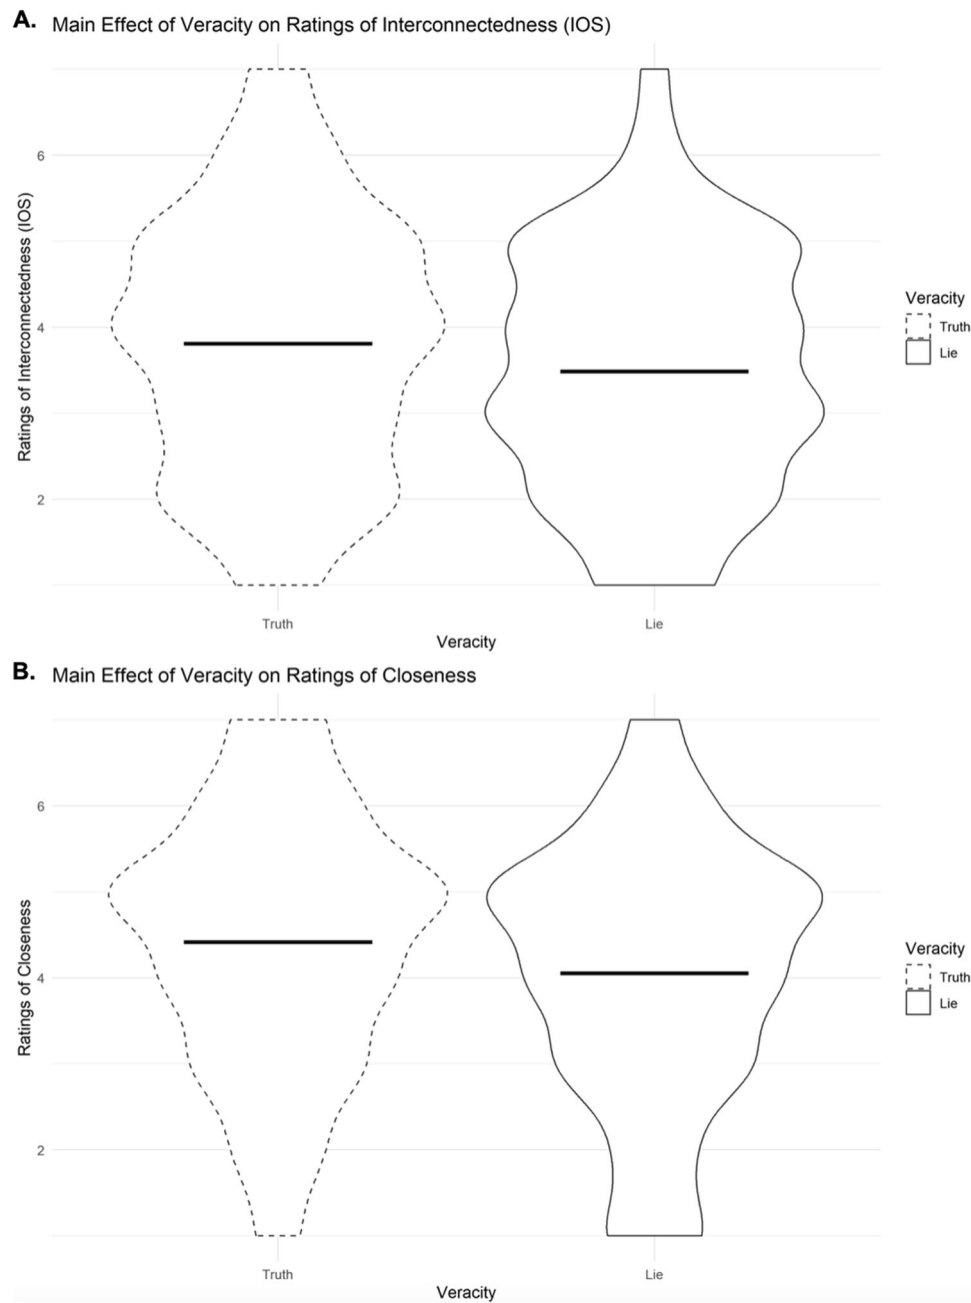 A. Main Effect of Veracity on Ratings of Interconnectedness (IOS)
Ratings of Interconnectedness (IOS)
6
4
2
Truth
Lie
Veracity
Veracity
Truth
Lie
B. Main Effect of Veracity on Ratings of Closeness
Ratings of Closeness
6
4
2
Truth
Lie
Veracity
Veracity
Truth
Lie